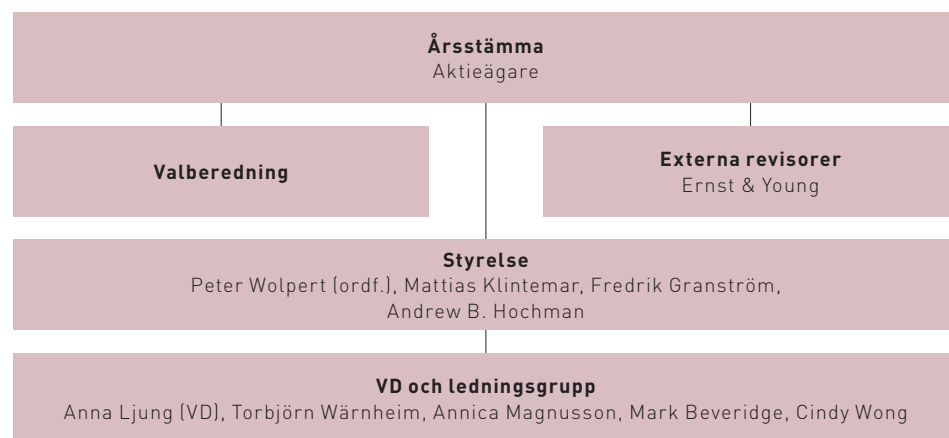 Årsstämma
Aktieägare
Valberedning
Externa revisorer
Ernst & Young
Styrelse
Peter Wolpert (ordf.), Mattias Klintemar, Fredrik Granström,
Andrew B. Hochman
VD och ledningsgrupp
Anna Ljung (VD), Torbjörn Wärnheim, Annica Magnusson, Mark Beveridge, Cindy Wong